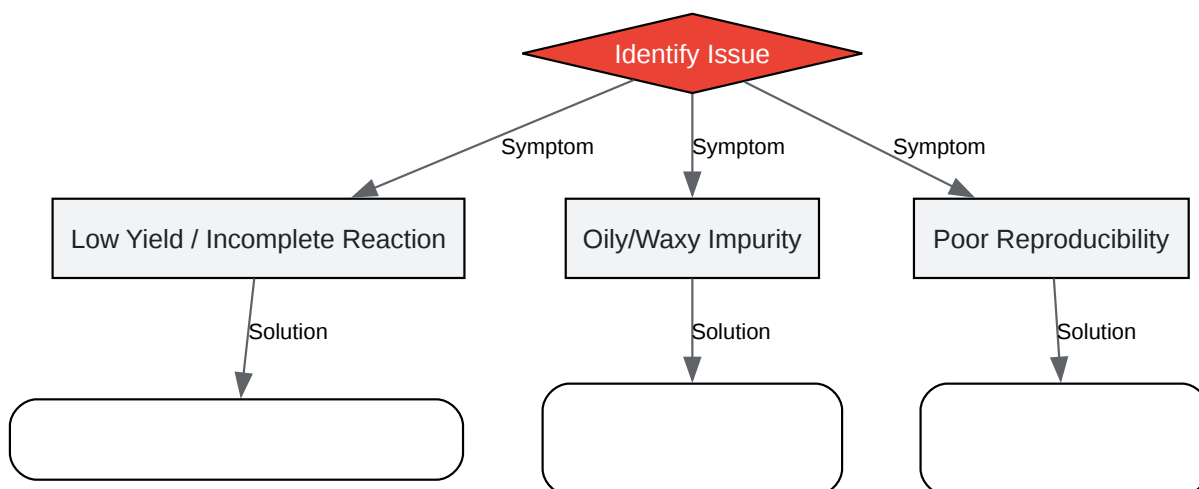 Identify Issue
Symptom
Symptom
Symptom
Low Yield / Incomplete Reaction
Oily/Waxy Impurity
Poor Reproducibility
Solution
Solution
Solution